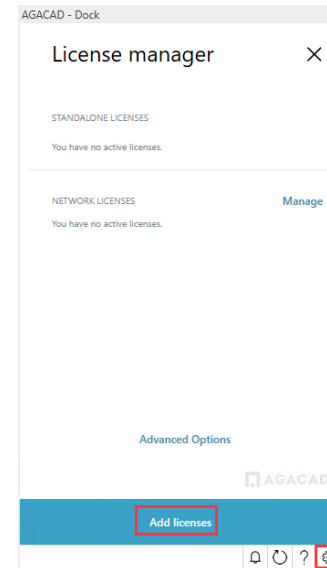 AGACAD - Dock
License manager
STANDALONE LICENSES
You have no active licenses.
NETWORK LICENSES
Manage
You have no active licenses.
Advanced Options
AGACAD
Add licenses
?